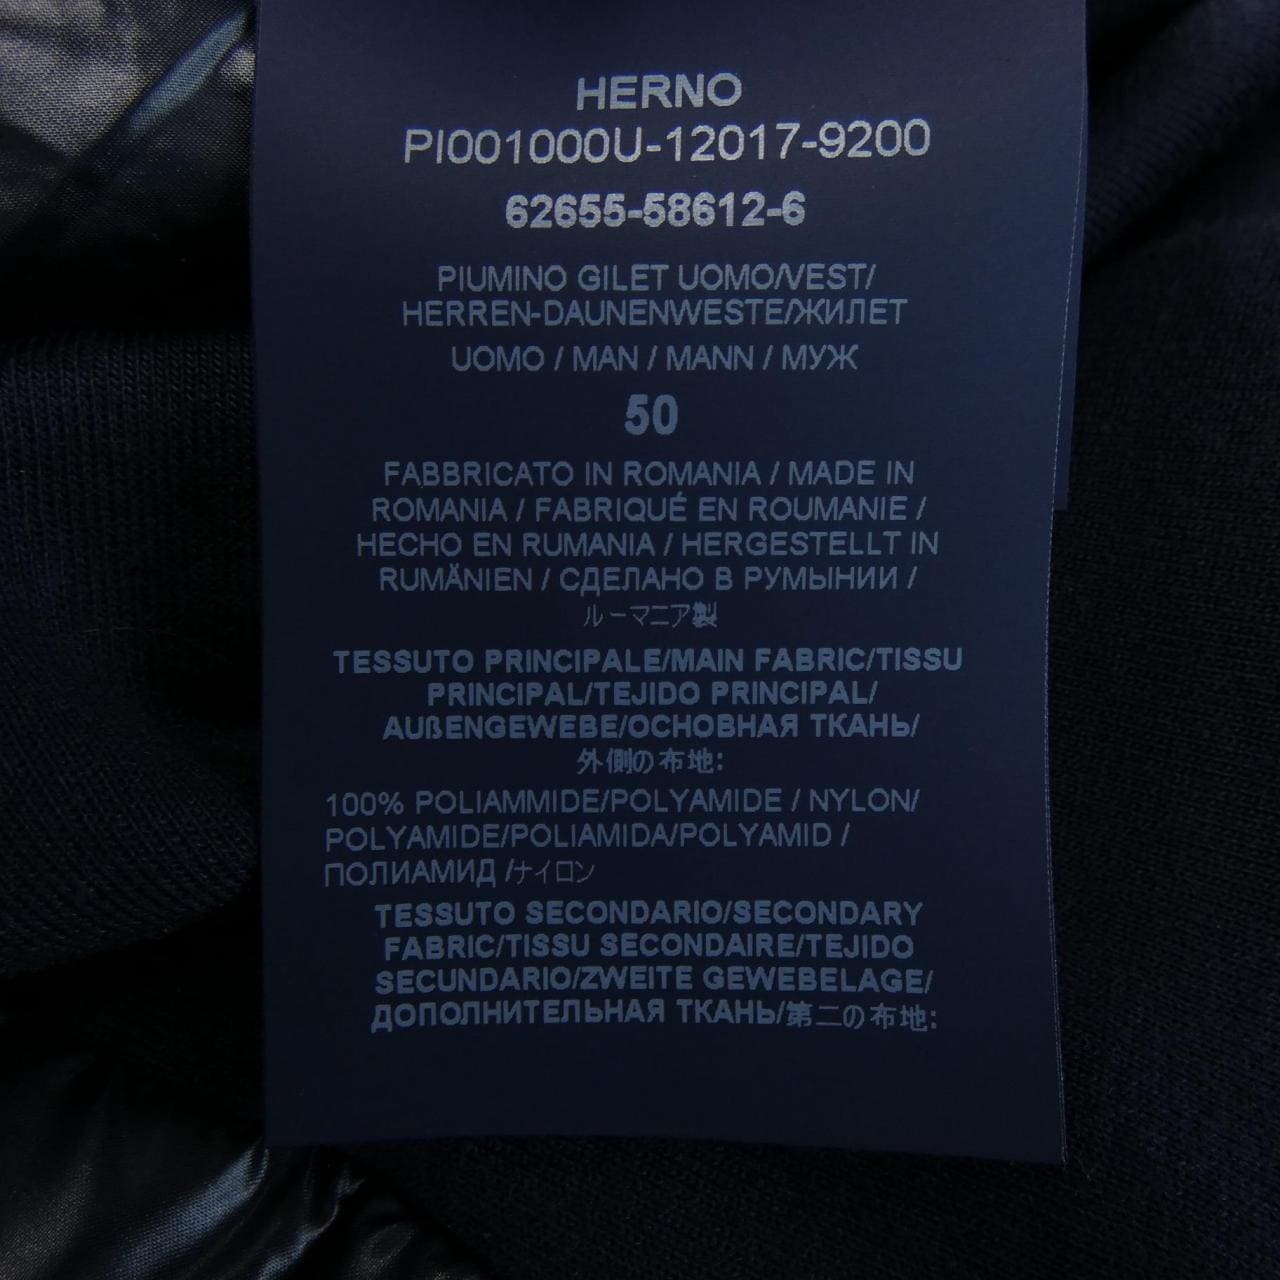 HERNO
PI001000U-12017-9200
62655-58612-6
PIUMINO GILET UOMO/VEST/
HERREN-DAUNENWESTE/ЖИЛЕТ
UOMO / MAN / MANN / МУЖ
50
FABBRICATO IN ROMANIA / MADE IN
ROMANIA / FABRIQUÉ EN ROUMANIE /
HECHO EN RUMANIA / HERGESTELLT IN
RUMÄNIEN / СДЕЛАНО В РУМЫНИИ /
ルーマニア製
TESSUTO PRINCIPALE/MAIN FABRIC/TISSU
PRINCIPAL/TEJIDO PRINCIPAL/
AUßENGEWEBE/ОСНОВНАЯ ТКАНЬ/
外側の布地:
100% POLIAMMIDE/POLYAMIDE / NYLON/
POLYAMIDE/POLIAMIDA/POLYAMID /
ПОЛИАМИД /ナイロン
TESSUTO SECONDARIO/SECONDARY
FABRIC/TISSU SECONDAIRE/TEJIDO
SECUNDARIO/ZWEITE GEWEBELAGE/
ДОПОЛНИТЕЛЬНАЯ ТКАНЬ/第二の布地: